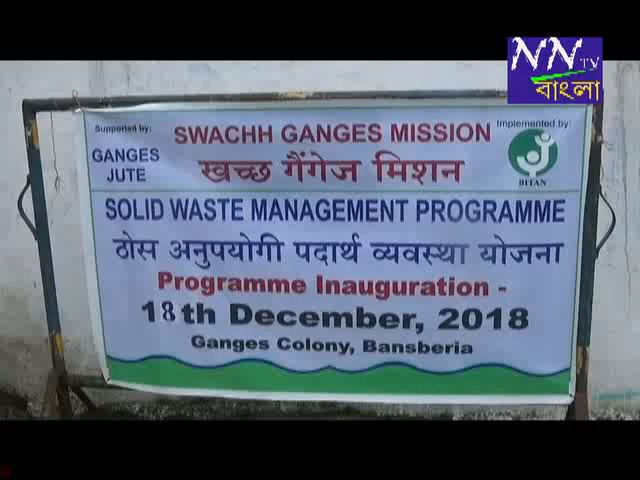 NN TV
বাংলা
Supported by:
GANGES
JUTE
SWACHH GANGES MISSION
खच्छ गैंगेज मिशन
Implemented by:
BITAN
SOLID WASTE MANAGEMENT PROGRAMME
ठोस अनुपयोगी पदार्थ व्यवस्था योजना
Programme Inauguration -
18th December, 2018
Ganges Colony, Bansberia